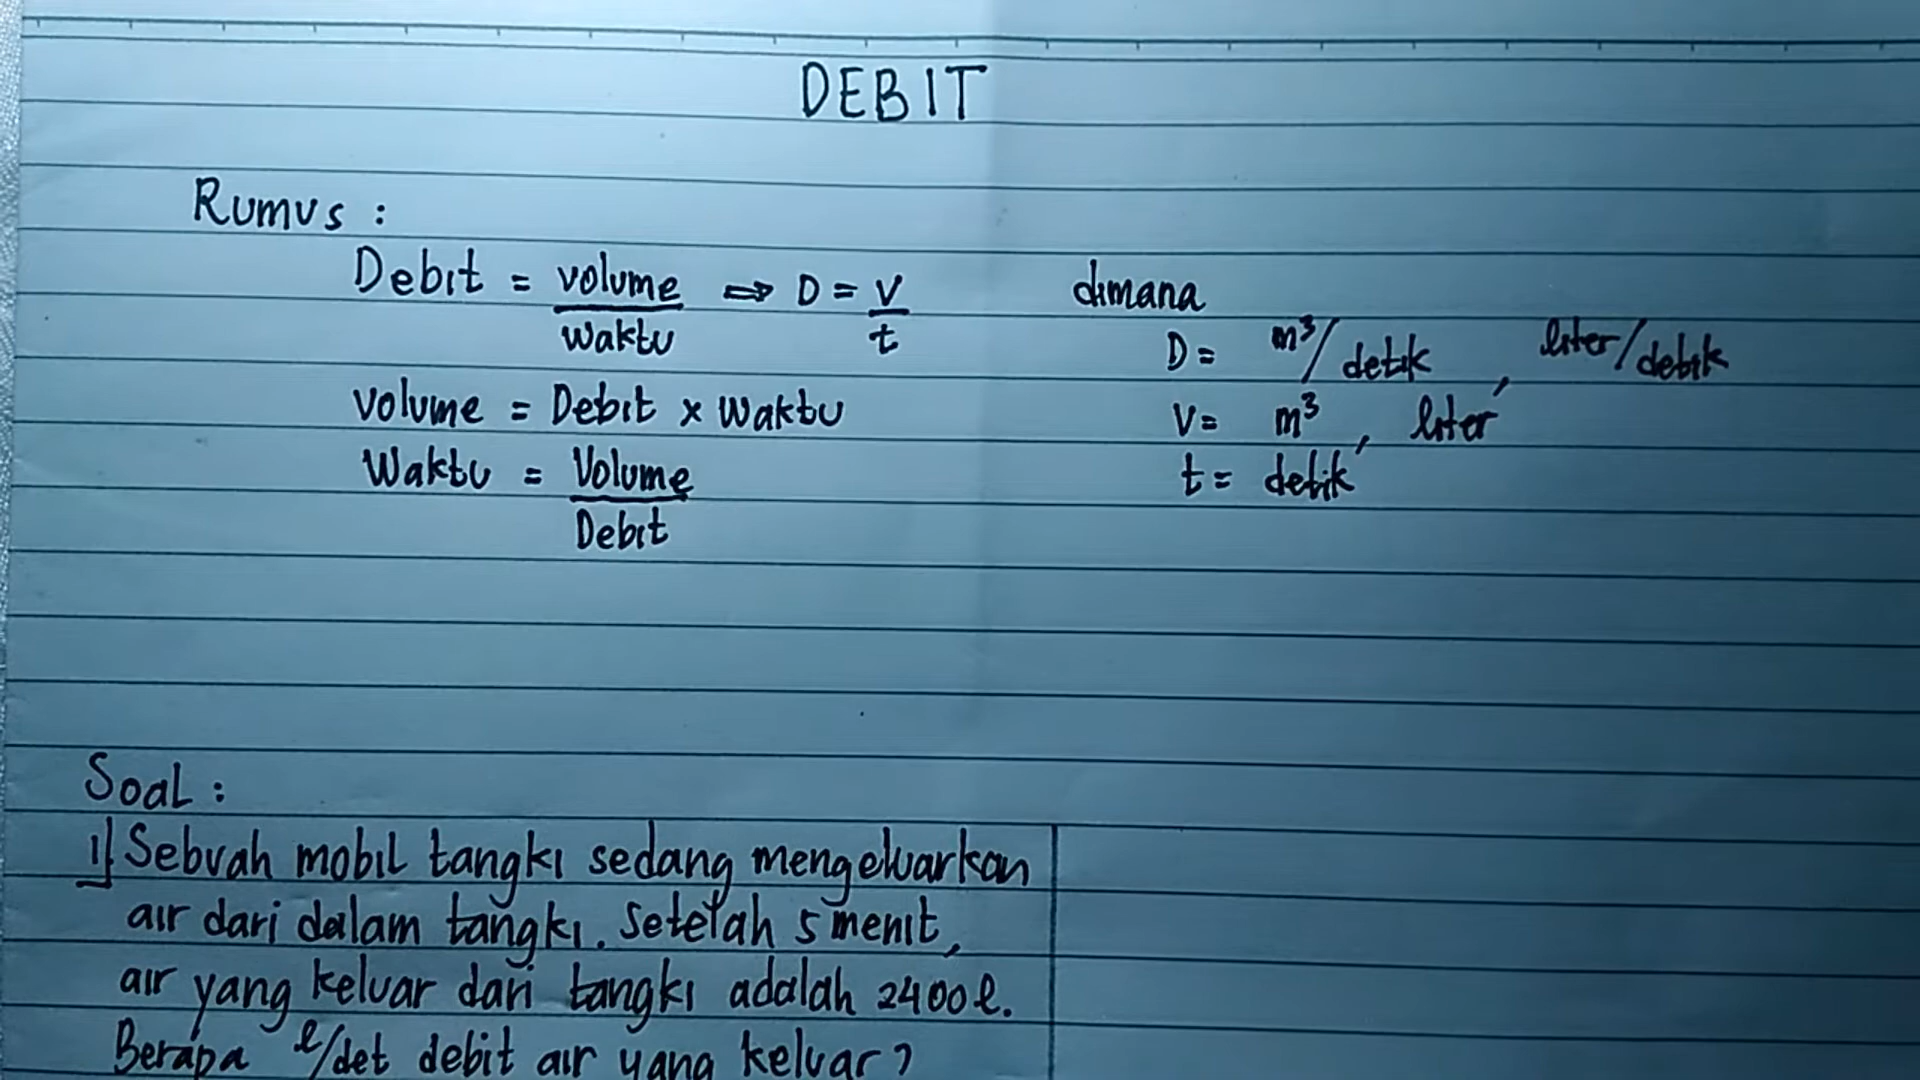 DEBIT
Rumus :
Debit = volume / waktu ⇒ D = V / t
volume = Debit x waktu
Waktu = Volume / Debit
dimana
D = m³/detik, liter/detik
V = m³, liter
t = detik
Soal :
1] Sebuah mobil tangki sedang mengeluarkan
air dari dalam tangki. Setelah 5 menit,
air yang keluar dari tangki adalah 2400 l.
Berapa l/det debit air yang keluar?